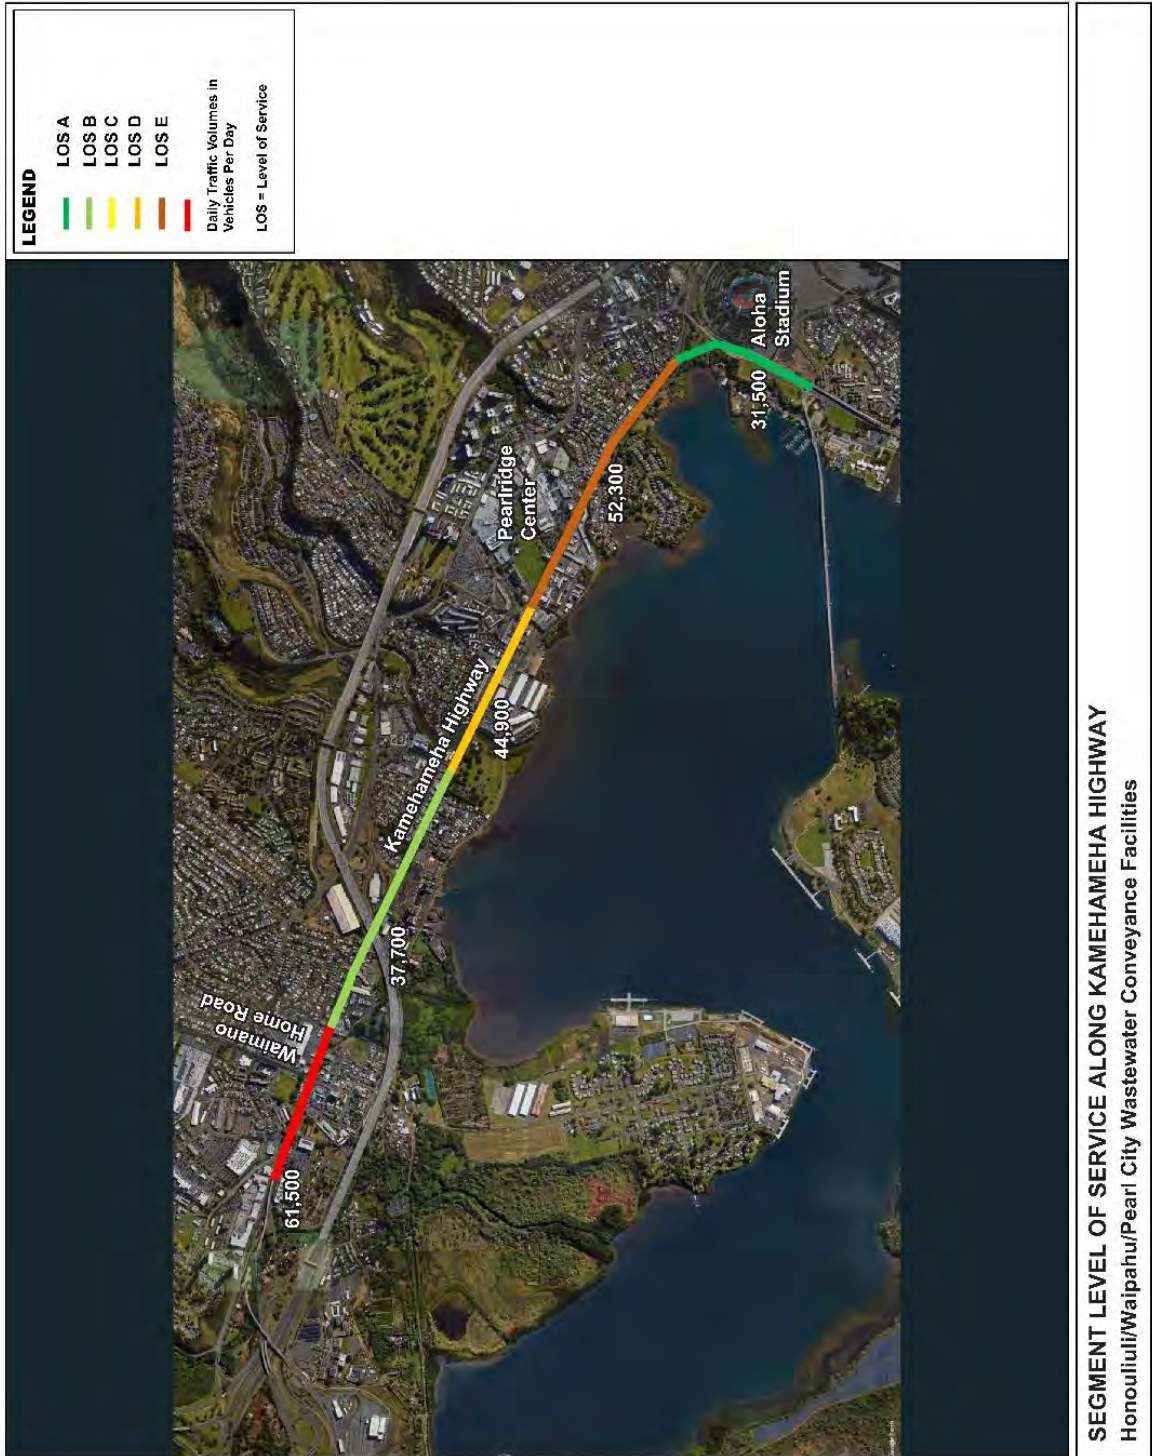 LEGEND
LOS A
LOS B
LOS C
LOS D
LOS E
Daily Traffic Volumes in
Vehicles Per Day
LOS = Level of Service
Waimano
Home Road
61,500
37,700
Kamehameha Highway
44,900
Pearlridge
Center
52,300
31,500
Aloha
Stadium
SEGMENT LEVEL OF SERVICE ALONG KAMEHAMEHA HIGHWAY
Honouliuli/Waipahu/Pearl City Wastewater Conveyance Facilities